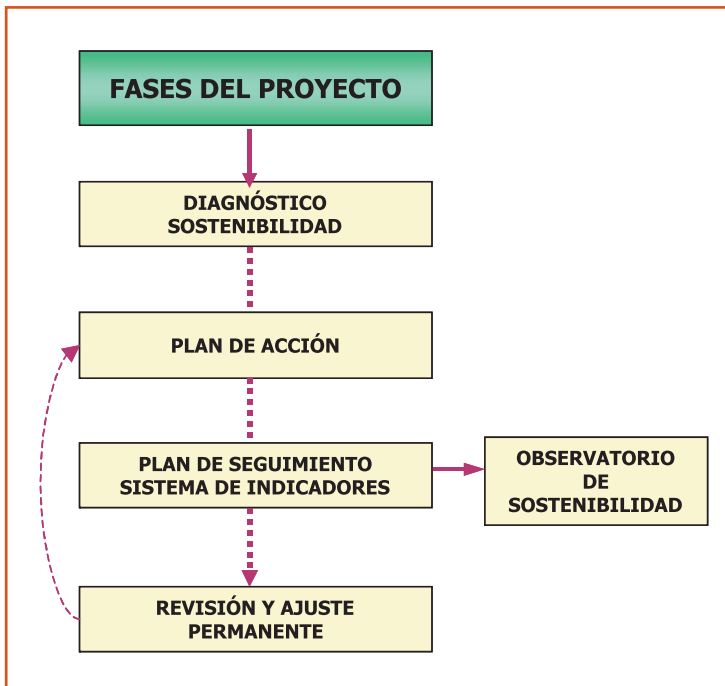 FASES DEL PROYECTO
DIAGNÓSTICO
SOSTENIBILIDAD
PLAN DE ACCIÓN
PLAN DE SEGUIMIENTO
SISTEMA DE INDICADORES
OBSERVATORIO
DE
SOSTENIBILIDAD
REVISIÓN Y AJUSTE
PERMANENTE